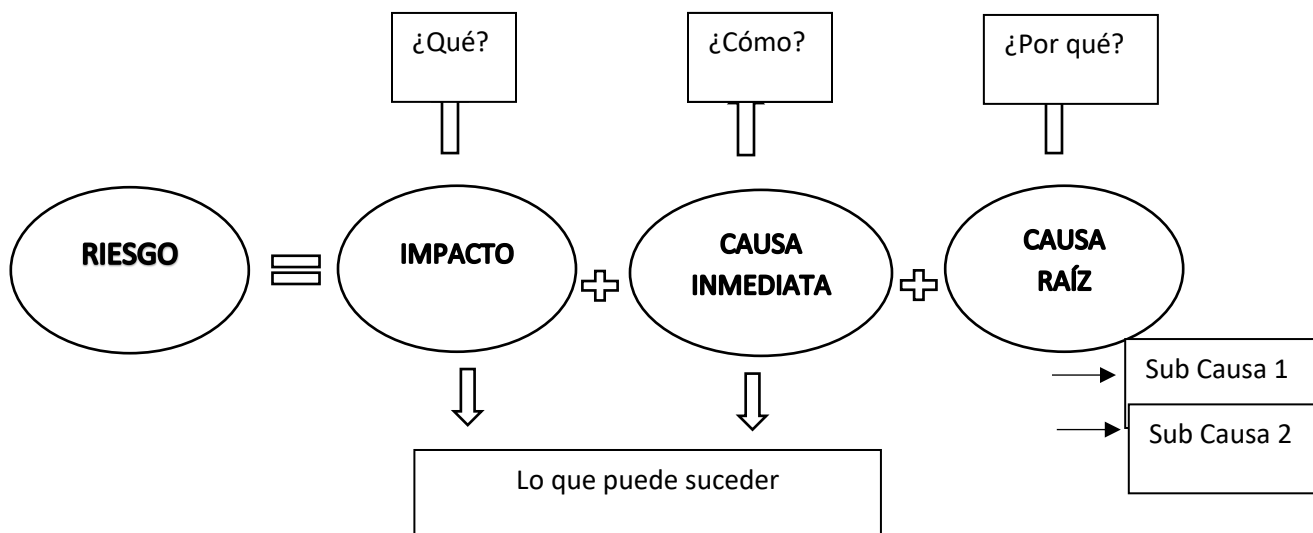 ¿Qué?
¿Cómo?
¿Por qué?
RIESGO
IMPACTO
CAUSA
INMEDIATA
CAUSA
RAÍZ
Sub Causa 1
Sub Causa 2
Lo que puede suceder